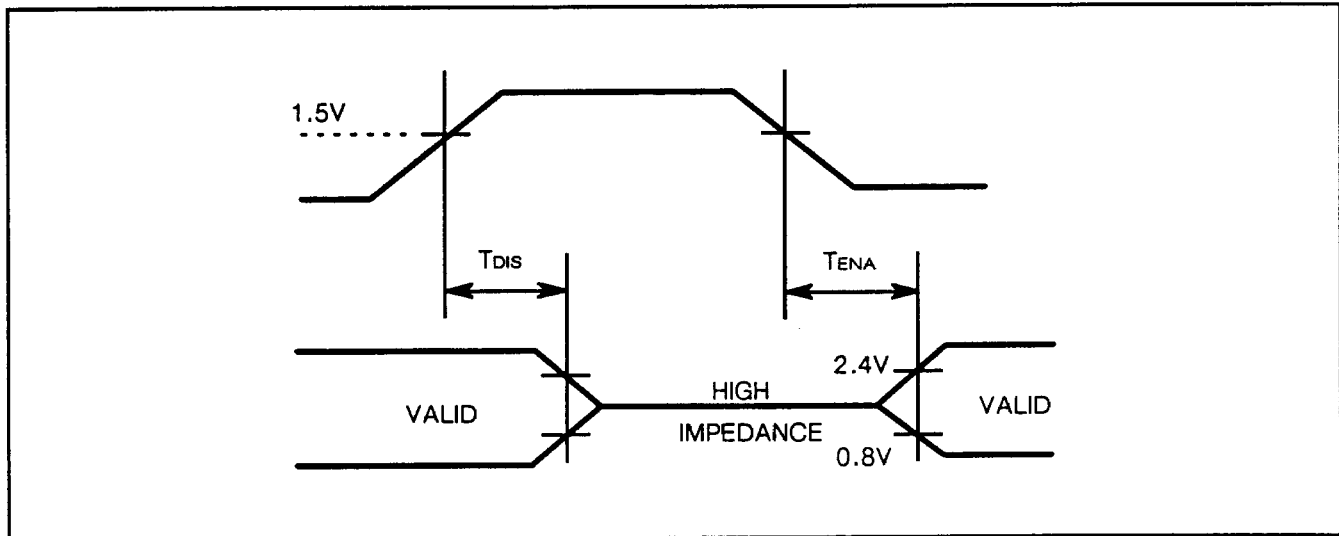 1.5V
TDIS
TENA
2.4V
HIGH
VALID
VALID
IMPEDANCE
0.8V